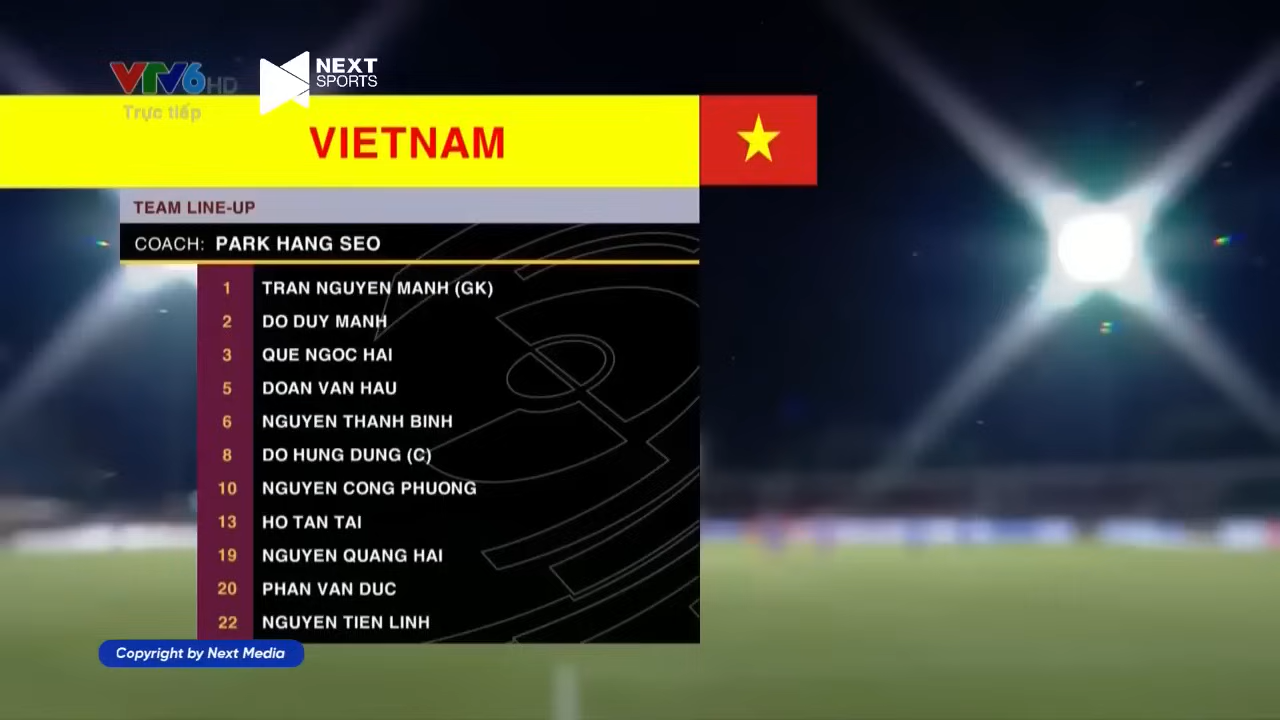 VTV6HD
Trực tiếp
NEXT
SPORTS
VIETNAM
TEAM LINE-UP
COACH: PARK HANG SEO
1 TRAN NGUYEN MANH (GK)
2 DO DUY MANH
3 QUE NGOC HAI
5 DOAN VAN HAU
6 NGUYEN THANH BINH
8 DO HUNG DUNG (C)
10 NGUYEN CONG PHUONG
13 HO TAN TAI
19 NGUYEN QUANG HAI
20 PHAN VAN DUC
22 NGUYEN TIEN LINH
Copyright by Next Media